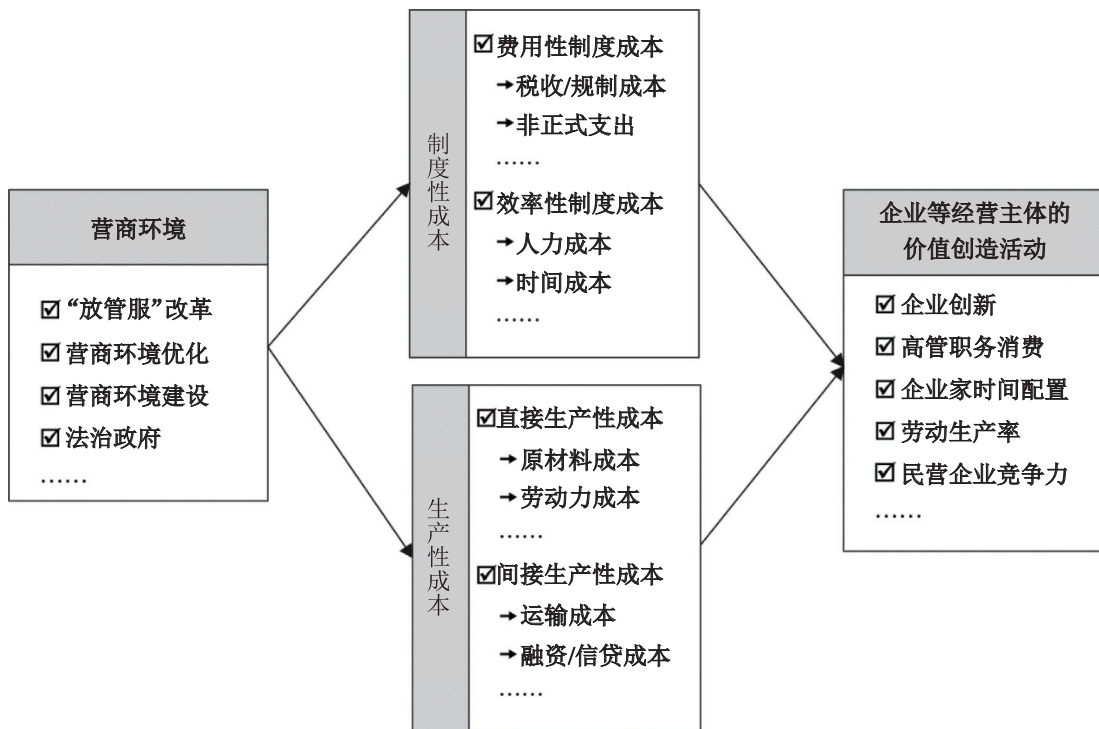 营商环境
☑“放管服”改革
☑营商环境优化
☑营商环境建设
☑法治政府
……
制度性成本
☑费用性制度成本
→税收/规制成本
→非正式支出
……
☑效率性制度成本
→人力成本
→时间成本
……
生产性成本
☑直接生产性成本
→原材料成本
→劳动力成本
……
☑间接生产性成本
→运输成本
→融资/信贷成本
……
企业等经营主体的
价值创造活动
☑企业创新
☑高管职务消费
☑企业家时间配置
☑劳动生产率
☑民营企业竞争力
……